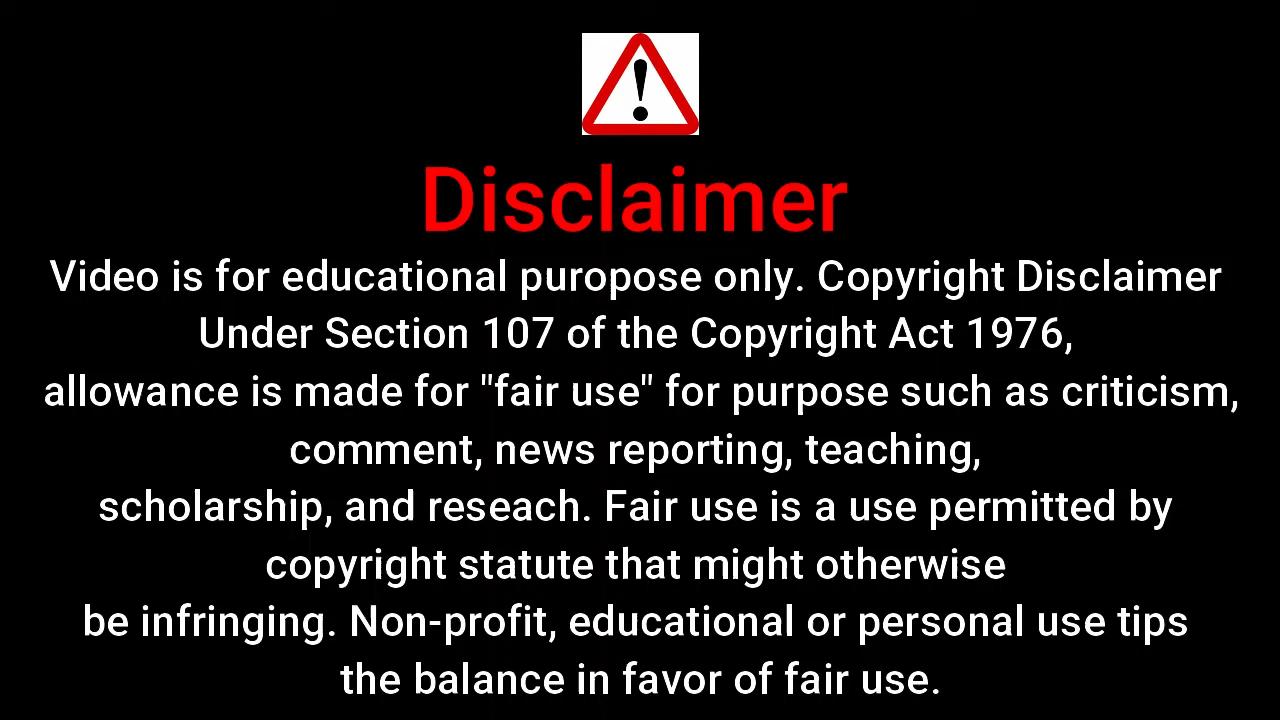 Disclaimer
Video is for educational puropose only. Copyright Disclaimer
Under Section 107 of the Copyright Act 1976,
allowance is made for "fair use" for purpose such as criticism,
comment, news reporting, teaching,
scholarship, and reseach. Fair use is a use permitted by
copyright statute that might otherwise
be infringing. Non-profit, educational or personal use tips
the balance in favor of fair use.